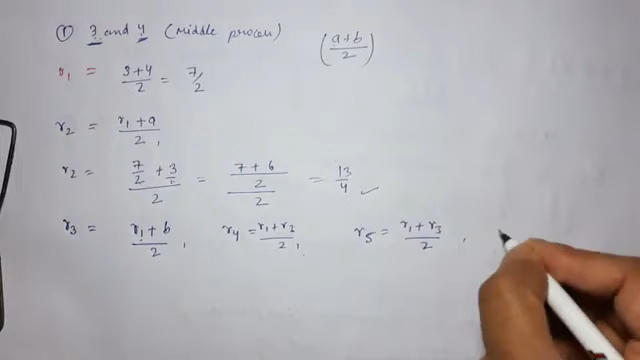 ① 3 and 4 (middle process) (a+b/2)
r₁ = 3+4/2 = 7/2
r₂ = r₁+a/2,
r₂ = 7/2 + 3/1 / 2 = 7+6/2 / 2 = 13/4 ✓
r₃ = r₁+b/2, r₄ = r₁+r₂/2, r₅ = r₁+r₃/2,